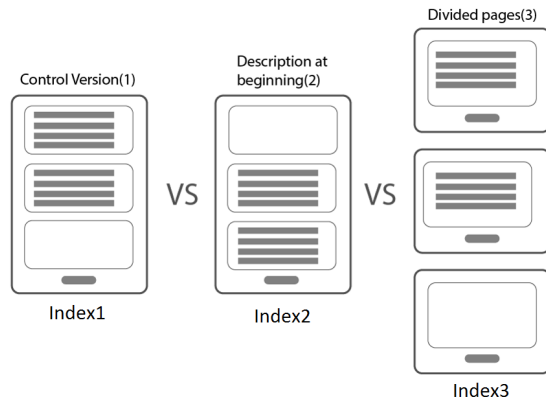 Control Version(1)
Description at
beginning(2)
Divided pages(3)
VS
VS
Index1
Index2
Index3